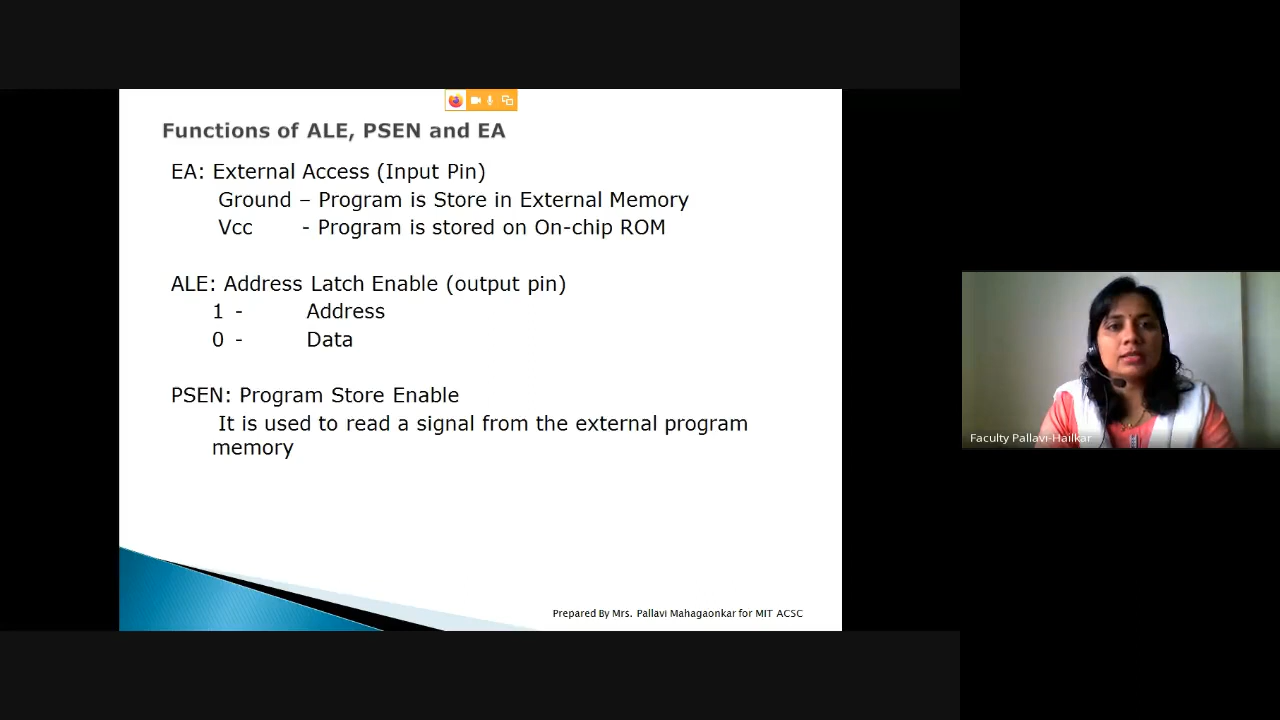 Functions of ALE, PSEN and EA
EA: External Access (Input Pin)
Ground – Program is Store in External Memory
Vcc - Program is stored on On-chip ROM
ALE: Address Latch Enable (output pin)
1 - Address
0 - Data
PSEN: Program Store Enable
It is used to read a signal from the external program
memory
Prepared By Mrs. Pallavi Mahagaonkar for MIT ACSC
Faculty Pallavi-Hailkar